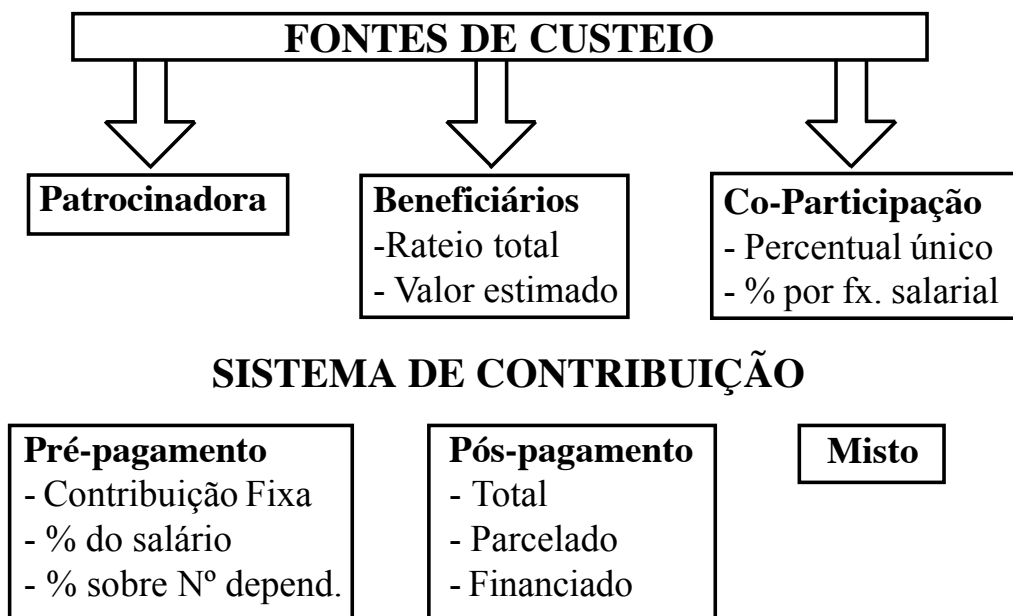 FONTES DE CUSTEIO
Patrocinadora
Beneficiários
-Rateio total
- Valor estimado
Co-Participação
- Percentual único
- % por fx. salarial
SISTEMA DE CONTRIBUIÇÃO
Pré-pagamento
- Contribuição Fixa
- % do salário
- % sobre Nº depend.
Pós-pagamento
- Total
- Parcelado
- Financiado
Misto